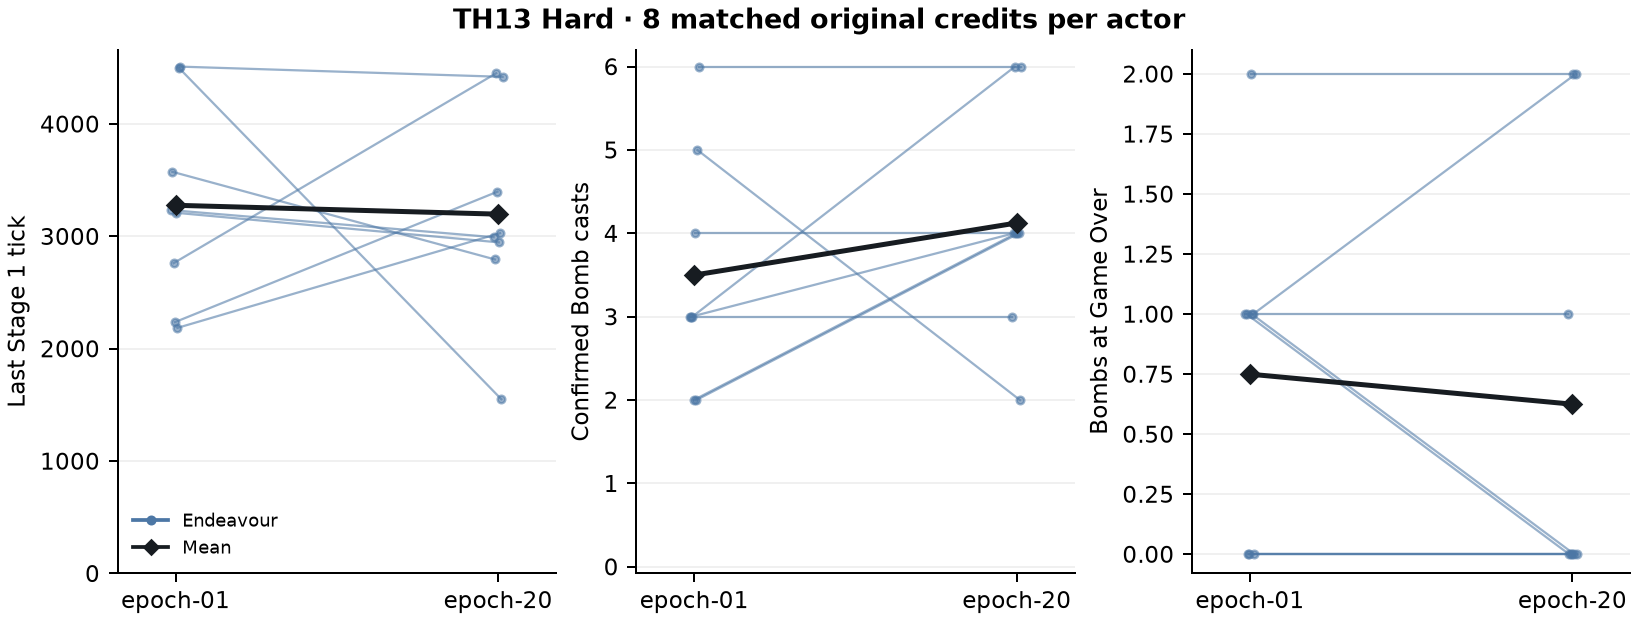 TH13 Hard · 8 matched original credits per actor
Last Stage 1 tick
4000
3000
2000
1000
0
epoch-01
epoch-20
Endeavour
Mean
Confirmed Bomb casts
6
5
4
3
2
1
0
epoch-01
epoch-20
Bombs at Game Over
2.00
1.75
1.50
1.25
1.00
0.75
0.50
0.25
0.00
epoch-01
epoch-20